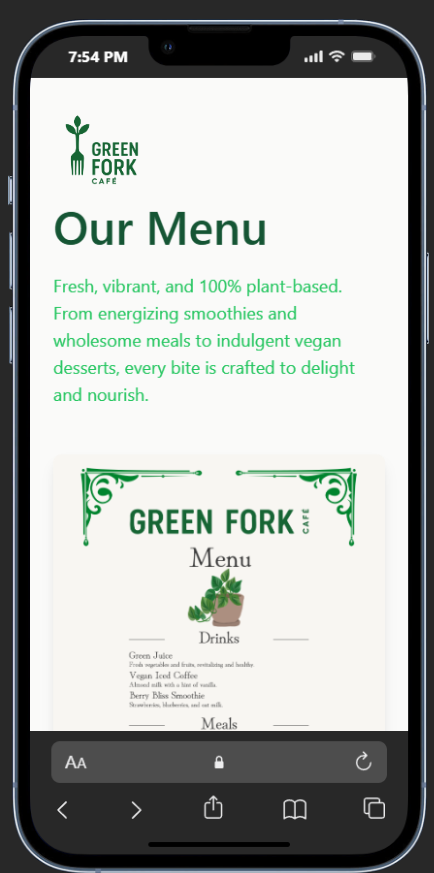 7:54 PM
GREEN
FORK
CAFÉ
Our Menu
Fresh, vibrant, and 100% plant-based.
From energizing smoothies and
wholesome meals to indulgent vegan
desserts, every bite is crafted to delight
and nourish.
GREEN FORK CAFÉ
Menu
Drinks
Green Juice
Fresh vegetables and fruits, revitalizing and healthy.
Vegan Iced Coffee
Almond milk with a hint of vanilla.
Berry Bliss Smoothie
Strawberries, blueberries, and oat milk.
Meals
AA